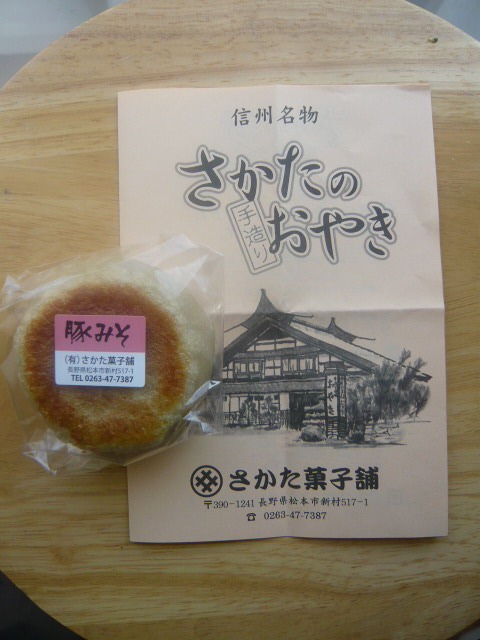 信州名物
さかたの
手造り
おやき
おやき
さかた菓子舗
〒390-1241 長野県松本市新村517-1
☎ 0263-47-7387
豚みそ
(有)さかた菓子舗
長野県松本市新村517-1
TEL 0263-47-7387